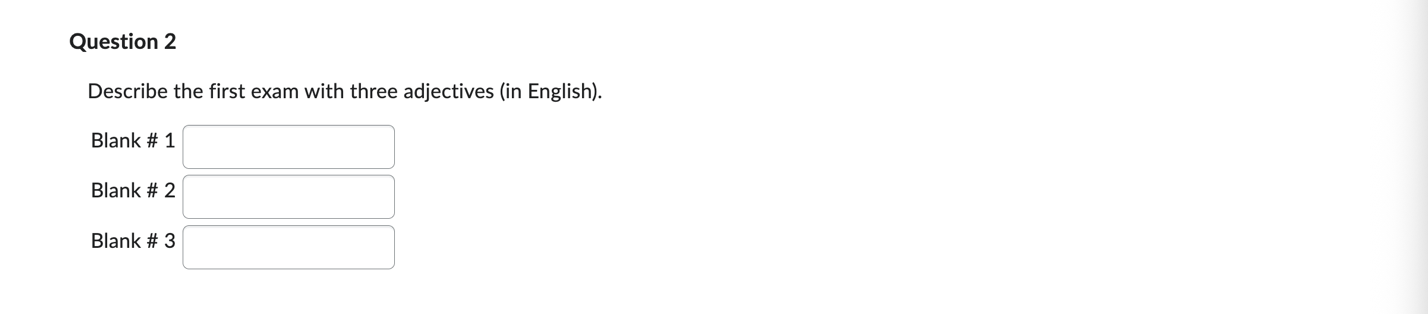 Question 2
Describe the first exam with three adjectives (in English).
Blank # 1
Blank # 2
Blank # 3